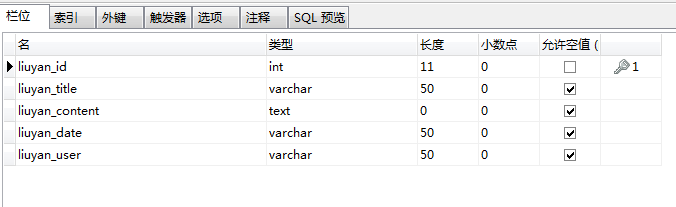 栏位 索引 外键 触发器 选项 注释 SQL 预览
名 类型 长度 小数点 允许空值 (
liuyan_id int 11 0 1
liuyan_title varchar 50 0
liuyan_content text 0 0
liuyan_date varchar 50 0
liuyan_user varchar 50 0